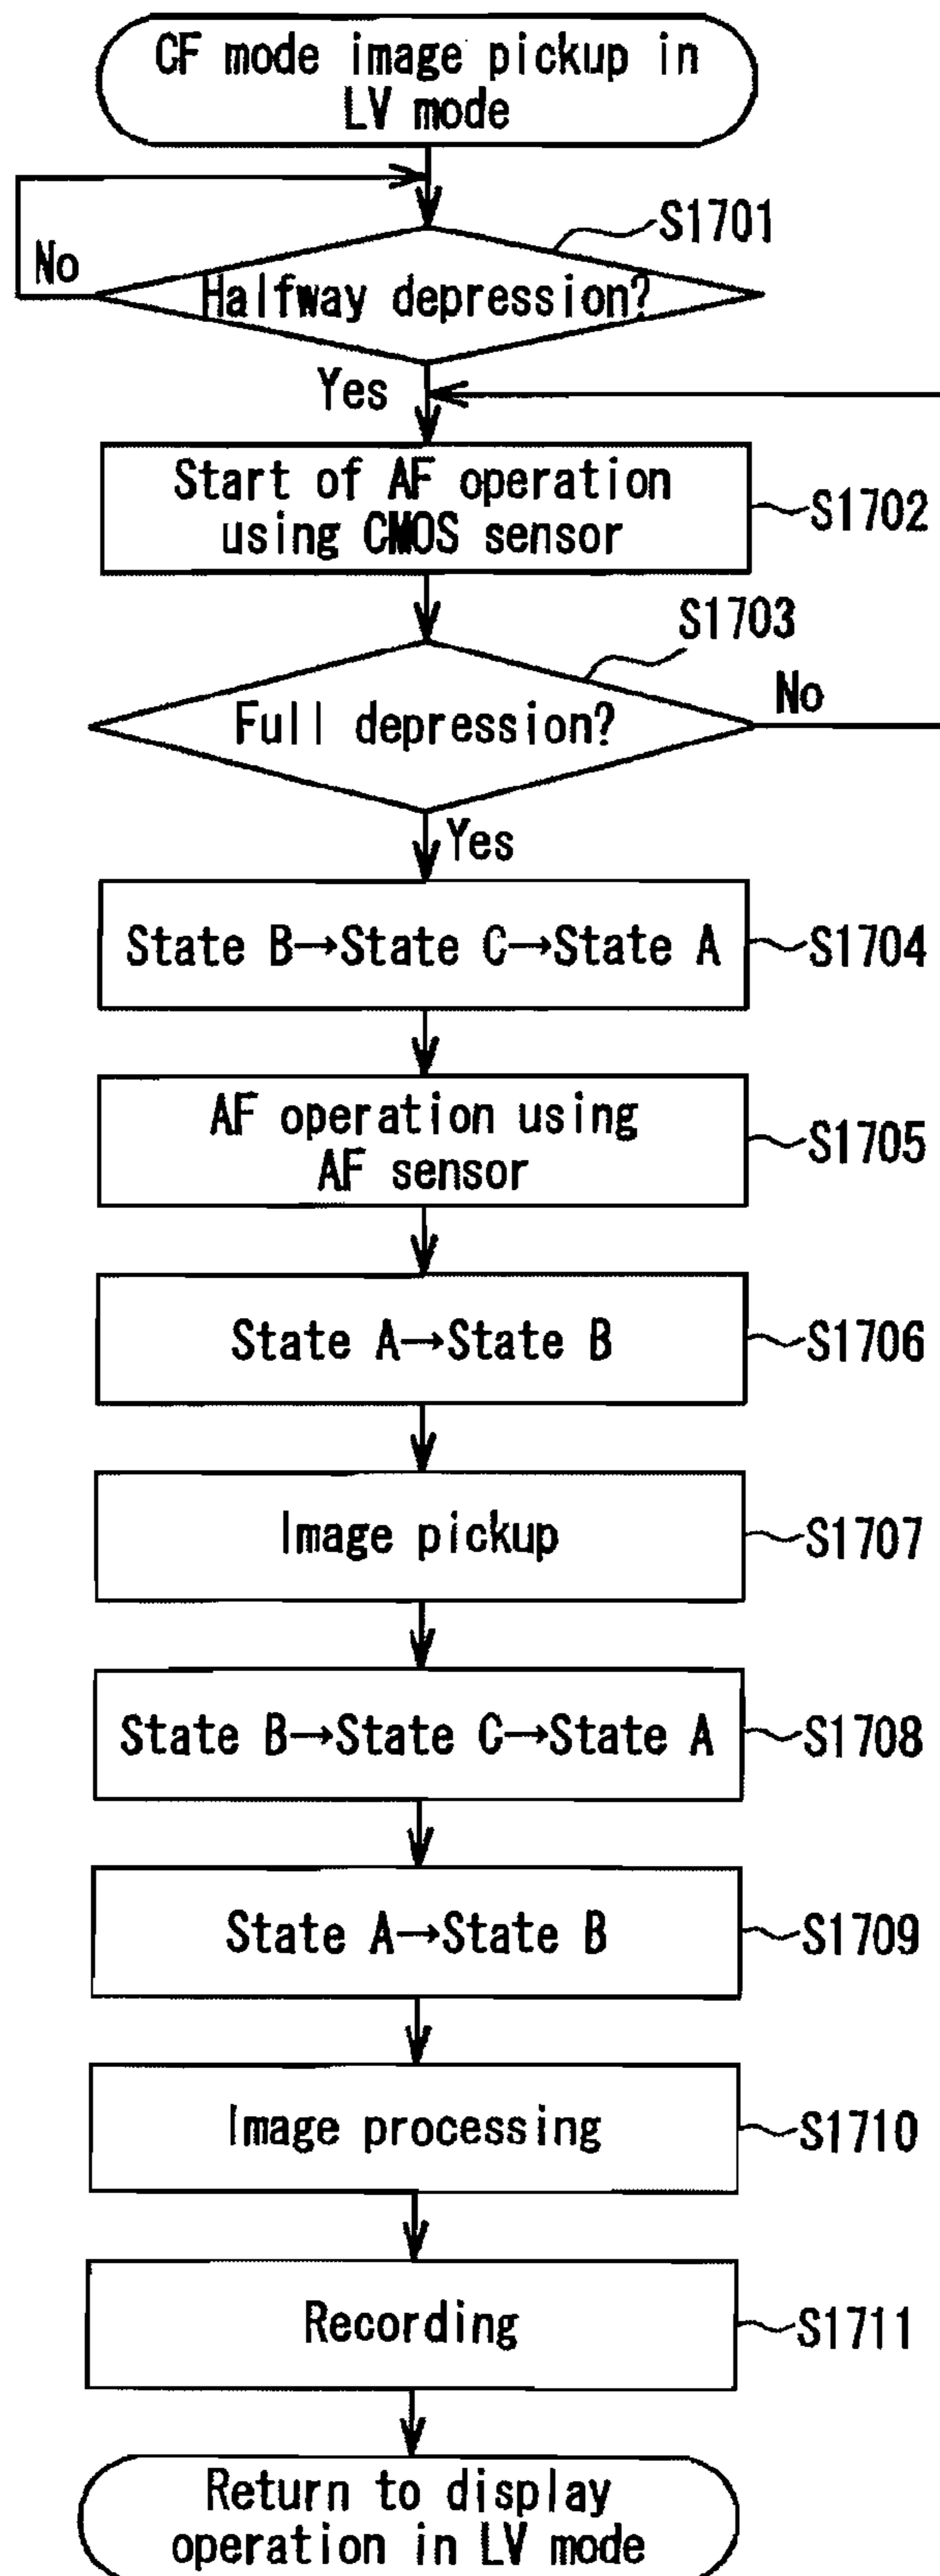 CF mode image pickup in
LV mode
S1701
No
Halfway depression?
Yes
Start of AF operation
using CMOS sensor
S1702
S1703
No
Full depression?
Yes
State B→State C→State A
S1704
AF operation using
AF sensor
S1705
State A→State B
S1706
Image pickup
S1707
State B→State C→State A
S1708
State A→State B
S1709
Image processing
S1710
Recording
S1711
Return to display
operation in LV mode